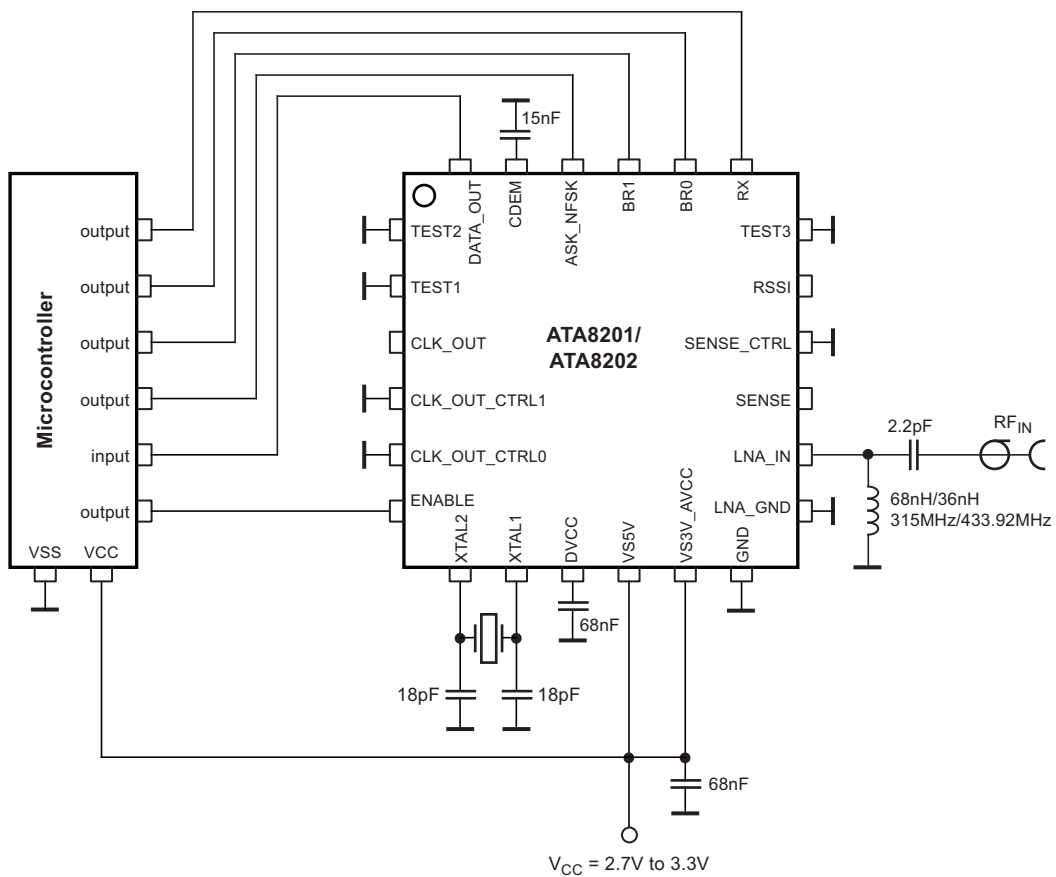 15nF
Microcontroller
output
output
output
output
input
output
VSS
VCC
DATA_OUT
CDEM
ASK_NFSK
BR1
BR0
RX
TEST2
TEST1
CLK_OUT
CLK_OUT_CTRL1
CLK_OUT_CTRL0
ENABLE
ATA8201/
ATA8202
TEST3
RSSI
SENSE_CTRL
SENSE
LNA_IN
LNA_GND
XTAL2
XTAL1
DVCC
VS5V
VS3V_AVCC
GND
2.2pF
RFIN
68nH/36nH
315MHz/433.92MHz
68nF
18pF
18pF
68nF
VCC = 2.7V to 3.3V